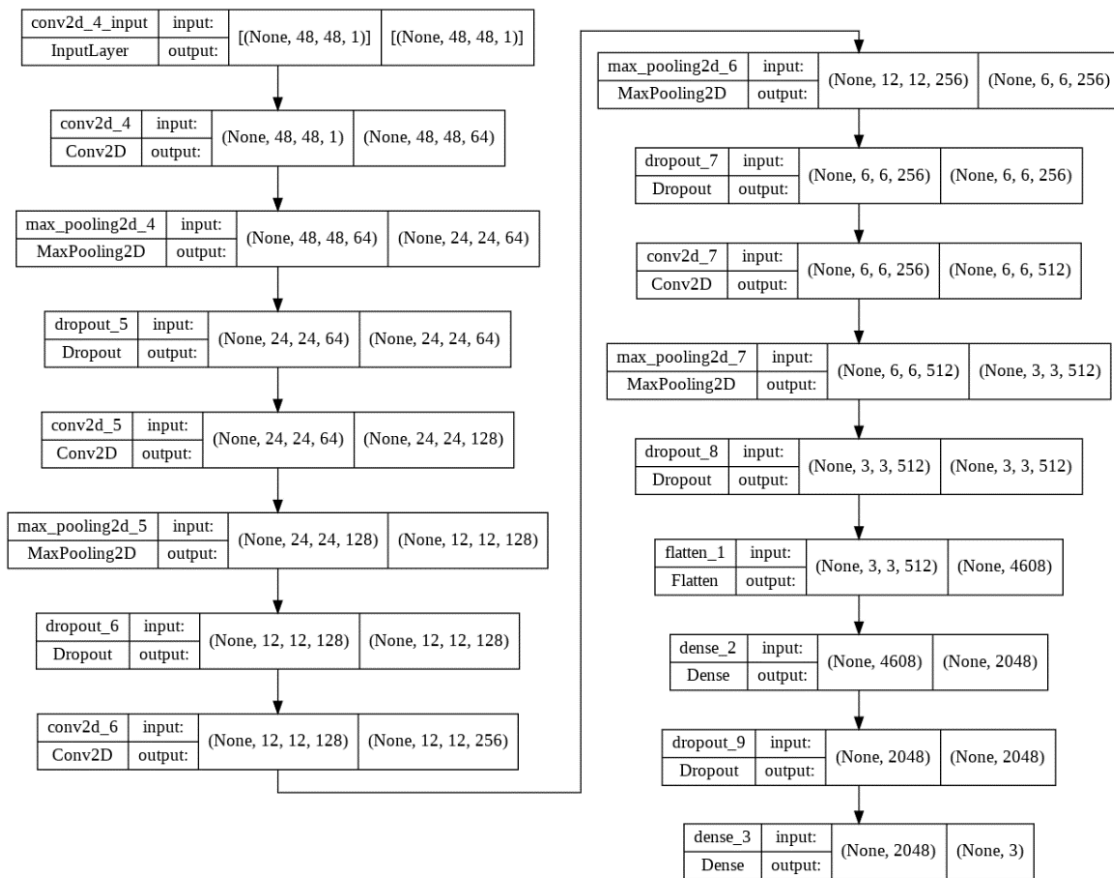 conv2d_4_input input: [(None, 48, 48, 1)] [(None, 48, 48, 1)]
InputLayer output:
conv2d_4 input: (None, 48, 48, 1) (None, 48, 48, 64)
Conv2D output:
max_pooling2d_4 input: (None, 48, 48, 64) (None, 24, 24, 64)
MaxPooling2D output:
dropout_5 input: (None, 24, 24, 64) (None, 24, 24, 64)
Dropout output:
conv2d_5 input: (None, 24, 24, 64) (None, 24, 24, 128)
Conv2D output:
max_pooling2d_5 input: (None, 24, 24, 128) (None, 12, 12, 128)
MaxPooling2D output:
dropout_6 input: (None, 12, 12, 128) (None, 12, 12, 128)
Dropout output:
conv2d_6 input: (None, 12, 12, 128) (None, 12, 12, 256)
Conv2D output:
max_pooling2d_6 input: (None, 12, 12, 256) (None, 6, 6, 256)
MaxPooling2D output:
dropout_7 input: (None, 6, 6, 256) (None, 6, 6, 256)
Dropout output:
conv2d_7 input: (None, 6, 6, 256) (None, 6, 6, 512)
Conv2D output:
max_pooling2d_7 input: (None, 6, 6, 512) (None, 3, 3, 512)
MaxPooling2D output:
dropout_8 input: (None, 3, 3, 512) (None, 3, 3, 512)
Dropout output:
flatten_1 input: (None, 3, 3, 512) (None, 4608)
Flatten output:
dense_2 input: (None, 4608) (None, 2048)
Dense output:
dropout_9 input: (None, 2048) (None, 2048)
Dropout output:
dense_3 input: (None, 2048) (None, 3)
Dense output: